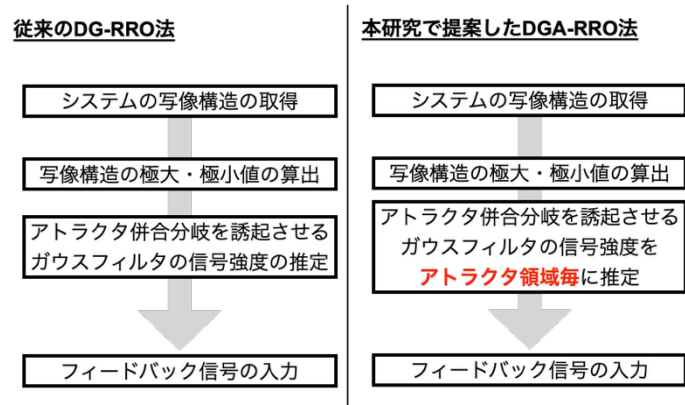 従来のDG-RRO法
システムの写像構造の取得
写像構造の極大・極小値の算出
アトラクタ併合分岐を誘起させる
ガウスフィルタの信号強度の推定
フィードバック信号の入力
本研究で提案したDGA-RRO法
システムの写像構造の取得
写像構造の極大・極小値の算出
アトラクタ併合分岐を誘起させる
ガウスフィルタの信号強度を
アトラクタ領域毎に推定
フィードバック信号の入力